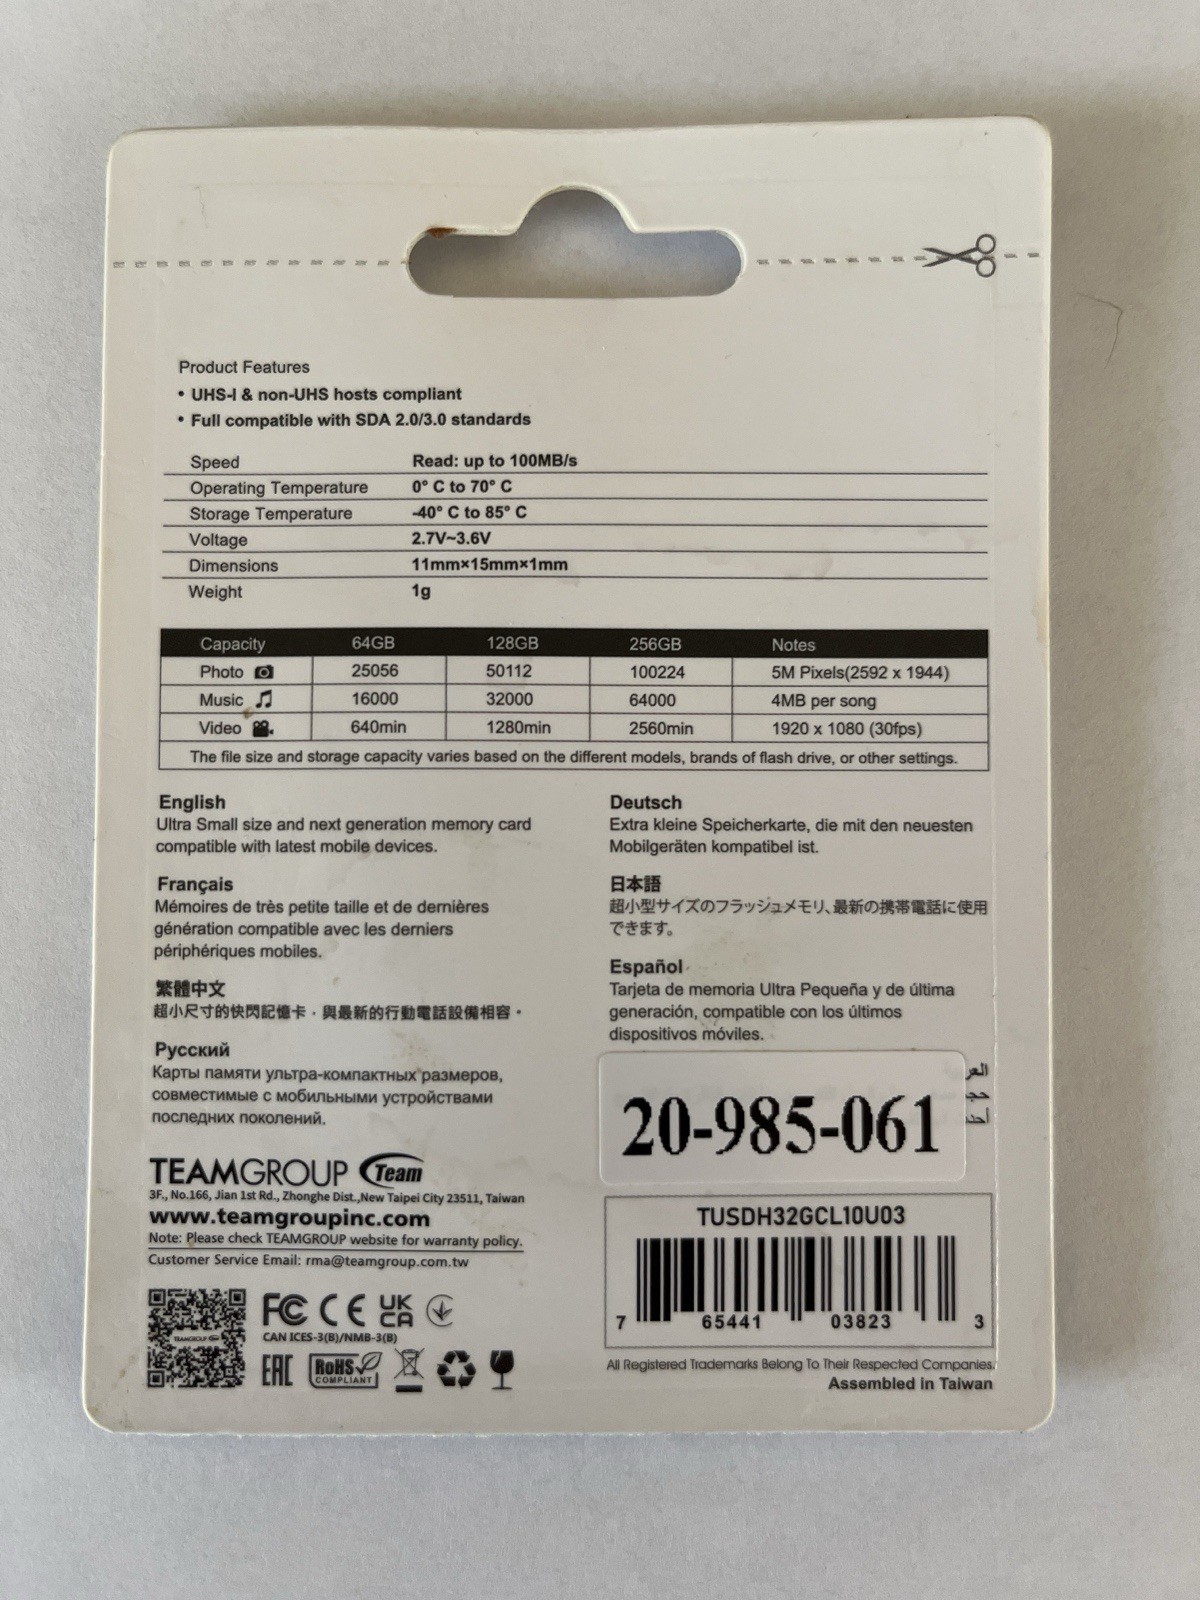 Product Features
• UHS-I & non-UHS hosts compliant
• Full compatible with SDA 2.0/3.0 standards
Speed Read: up to 100MB/s
Operating Temperature 0° C to 70° C
Storage Temperature -40° C to 85° C
Voltage 2.7V~3.6V
Dimensions 11mm×15mm×1mm
Weight 1g
Capacity 64GB 128GB 256GB Notes
Photo 25056 50112 100224 5M Pixels(2592 x 1944)
Music 16000 32000 64000 4MB per song
Video 640min 1280min 2560min 1920 x 1080 (30fps)
The file size and storage capacity varies based on the different models, brands of flash drive, or other settings.
English
Ultra Small size and next generation memory card
compatible with latest mobile devices.
Français
Mémoires de très petite taille et de dernières
génération compatible avec les derniers
périphériques mobiles.
繁體中文
超小尺寸的快閃記憶卡，與最新的行動電話設備相容。
Русский
Карты памяти ультра-компактных размеров,
совместимые с мобильными устройствами
последних поколений.
Deutsch
Extra kleine Speicherkarte, die mit den neuesten
Mobilgeräten kompatibel ist.
日本語
超小型サイズのフラッシュメモリ、最新の携帯電話に使用
できます。
Español
Tarjeta de memoria Ultra Pequeña y de última
generación, compatible con los últimos
dispositivos móviles.
20-985-061
TEAMGROUP Team
3F., No.166, Jian 1st Rd., Zhonghe Dist.,New Taipei City 23511, Taiwan
www.teamgroupinc.com
Note: Please check TEAMGROUP website for warranty policy.
Customer Service Email: rma@teamgroup.com.tw
TEAMGROUP
FC CE UK CA
CAN ICES-3(B)/NMB-3(B)
EAC RoHS COMPLIANT
TUSDH32GCL10U03
7 65441 03823 3
All Registered Trademarks Belong To Their Respected Companies.
Assembled in Taiwan